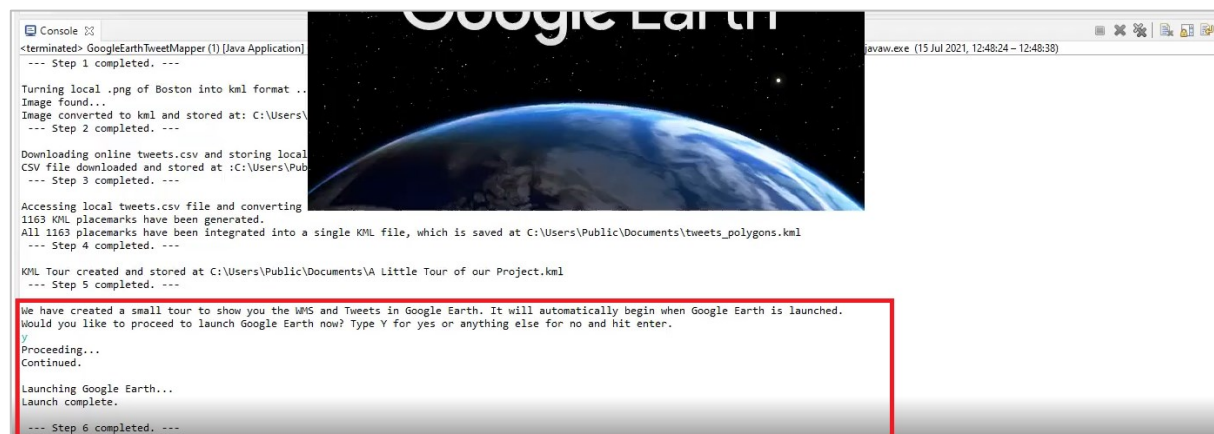 Google Earth
Console
<terminated> GoogleEarthTweetMapper (1) [Java Application] javaw.exe (15 Jul 2021, 12:48:24 – 12:48:38)
--- Step 1 completed. ---
Turning local .png of Boston into kml format ..
Image found...
Image converted to kml and stored at: C:\Users\
--- Step 2 completed. ---
Downloading online tweets.csv and storing local
CSV file downloaded and stored at :C:\Users\Pub
--- Step 3 completed. ---
Accessing local tweets.csv file and converting
1163 KML placemarks have been generated.
All 1163 placemarks have been integrated into a single KML file, which is saved at C:\Users\Public\Documents\tweets_polygons.kml
--- Step 4 completed. ---
KML Tour created and stored at C:\Users\Public\Documents\A Little Tour of our Project.kml
--- Step 5 completed. ---
We have created a small tour to show you the WMS and Tweets in Google Earth. It will automatically begin when Google Earth is launched.
Would you like to proceed to launch Google Earth now? Type Y for yes or anything else for no and hit enter.
y
Proceeding...
Continued.
Launching Google Earth...
Launch complete.
--- Step 6 completed. ---